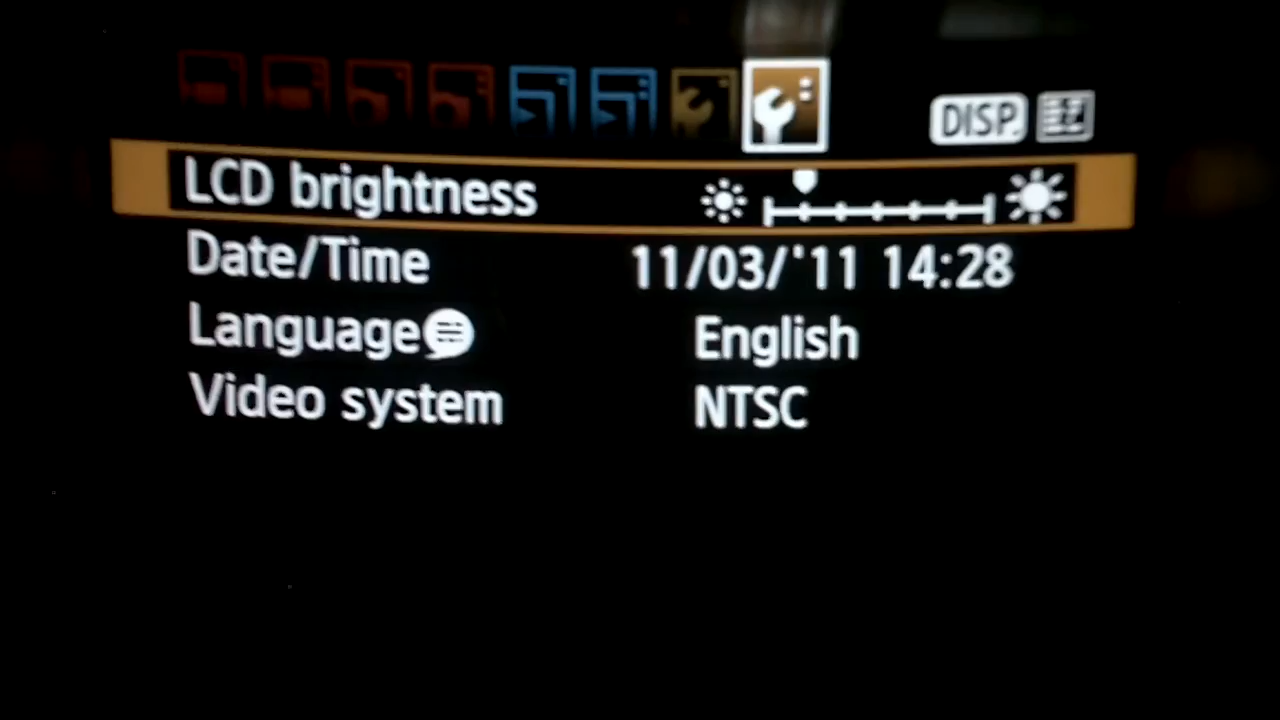 DISP.
LCD brightness
Date/Time 11/03/'11 14:28
Language English
Video system NTSC